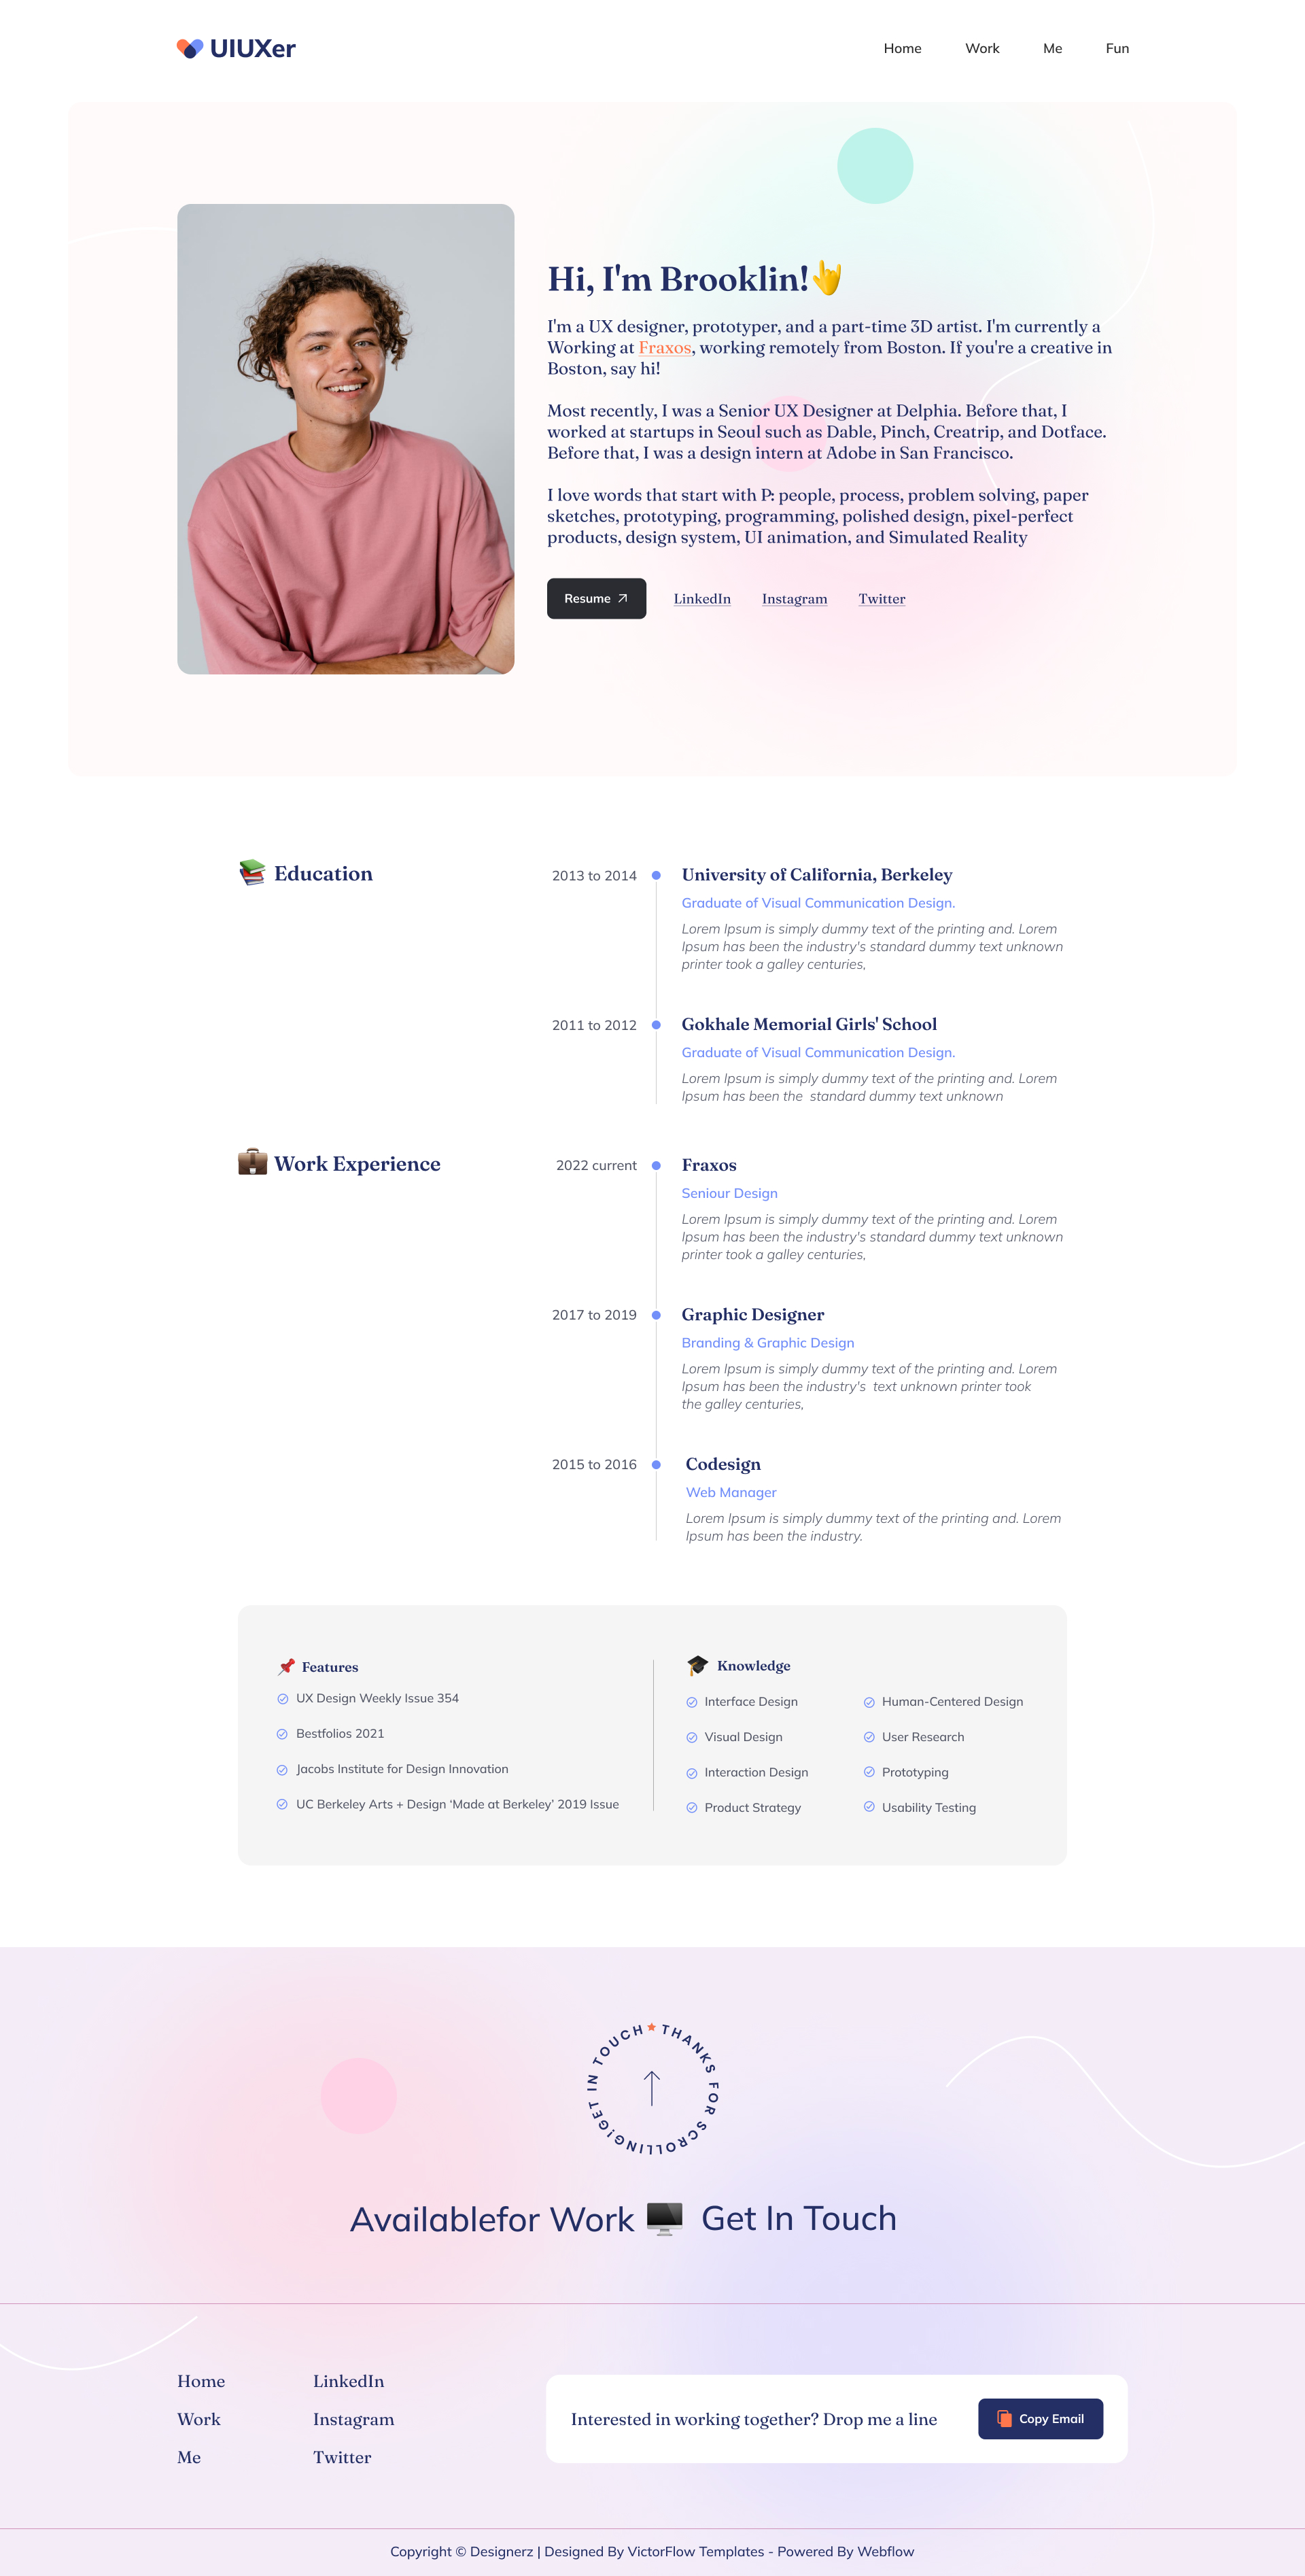 UIUXer
Home
Work
Me
Fun
Hi, I'm Brooklin!
I'm a UX designer, prototyper, and a part-time 3D artist. I'm currently a
Working at Fraxos, working remotely from Boston. If you're a creative in
Boston, say hi!
Most recently, I was a Senior UX Designer at Delphia. Before that, I
worked at startups in Seoul such as Dable, Pinch, Creatrip, and Dotface.
Before that, I was a design intern at Adobe in San Francisco.
I love words that start with P: people, process, problem solving, paper
sketches, prototyping, programming, polished design, pixel-perfect
products, design system, UI animation, and Simulated Reality
Resume
LinkedIn
Instagram
Twitter
Education
2013 to 2014
University of California, Berkeley
Graduate of Visual Communication Design.
Lorem Ipsum is simply dummy text of the printing and. Lorem
Ipsum has been the industry's standard dummy text unknown
printer took a galley centuries,
2011 to 2012
Gokhale Memorial Girls' School
Graduate of Visual Communication Design.
Lorem Ipsum is simply dummy text of the printing and. Lorem
Ipsum has been the standard dummy text unknown
Work Experience
2022 current
Fraxos
Seniour Design
Lorem Ipsum is simply dummy text of the printing and. Lorem
Ipsum has been the industry's standard dummy text unknown
printer took a galley centuries,
2017 to 2019
Graphic Designer
Branding & Graphic Design
Lorem Ipsum is simply dummy text of the printing and. Lorem
Ipsum has been the industry's text unknown printer took
the galley centuries,
2015 to 2016
Codesign
Web Manager
Lorem Ipsum is simply dummy text of the printing and. Lorem
Ipsum has been the industry.
Features
UX Design Weekly Issue 354
Bestfolios 2021
Jacobs Institute for Design Innovation
UC Berkeley Arts + Design ‘Made at Berkeley’ 2019 Issue
Knowledge
Interface Design
Visual Design
Interaction Design
Product Strategy
Human-Centered Design
User Research
Prototyping
Usability Testing
THANKS FOR SCROLLING!GET IN TOUCH
Availablefor Work
Get In Touch
Home
Work
Me
LinkedIn
Instagram
Twitter
Interested in working together? Drop me a line
Copy Email
Copyright © Designerz | Designed By VictorFlow Templates - Powered By Webflow